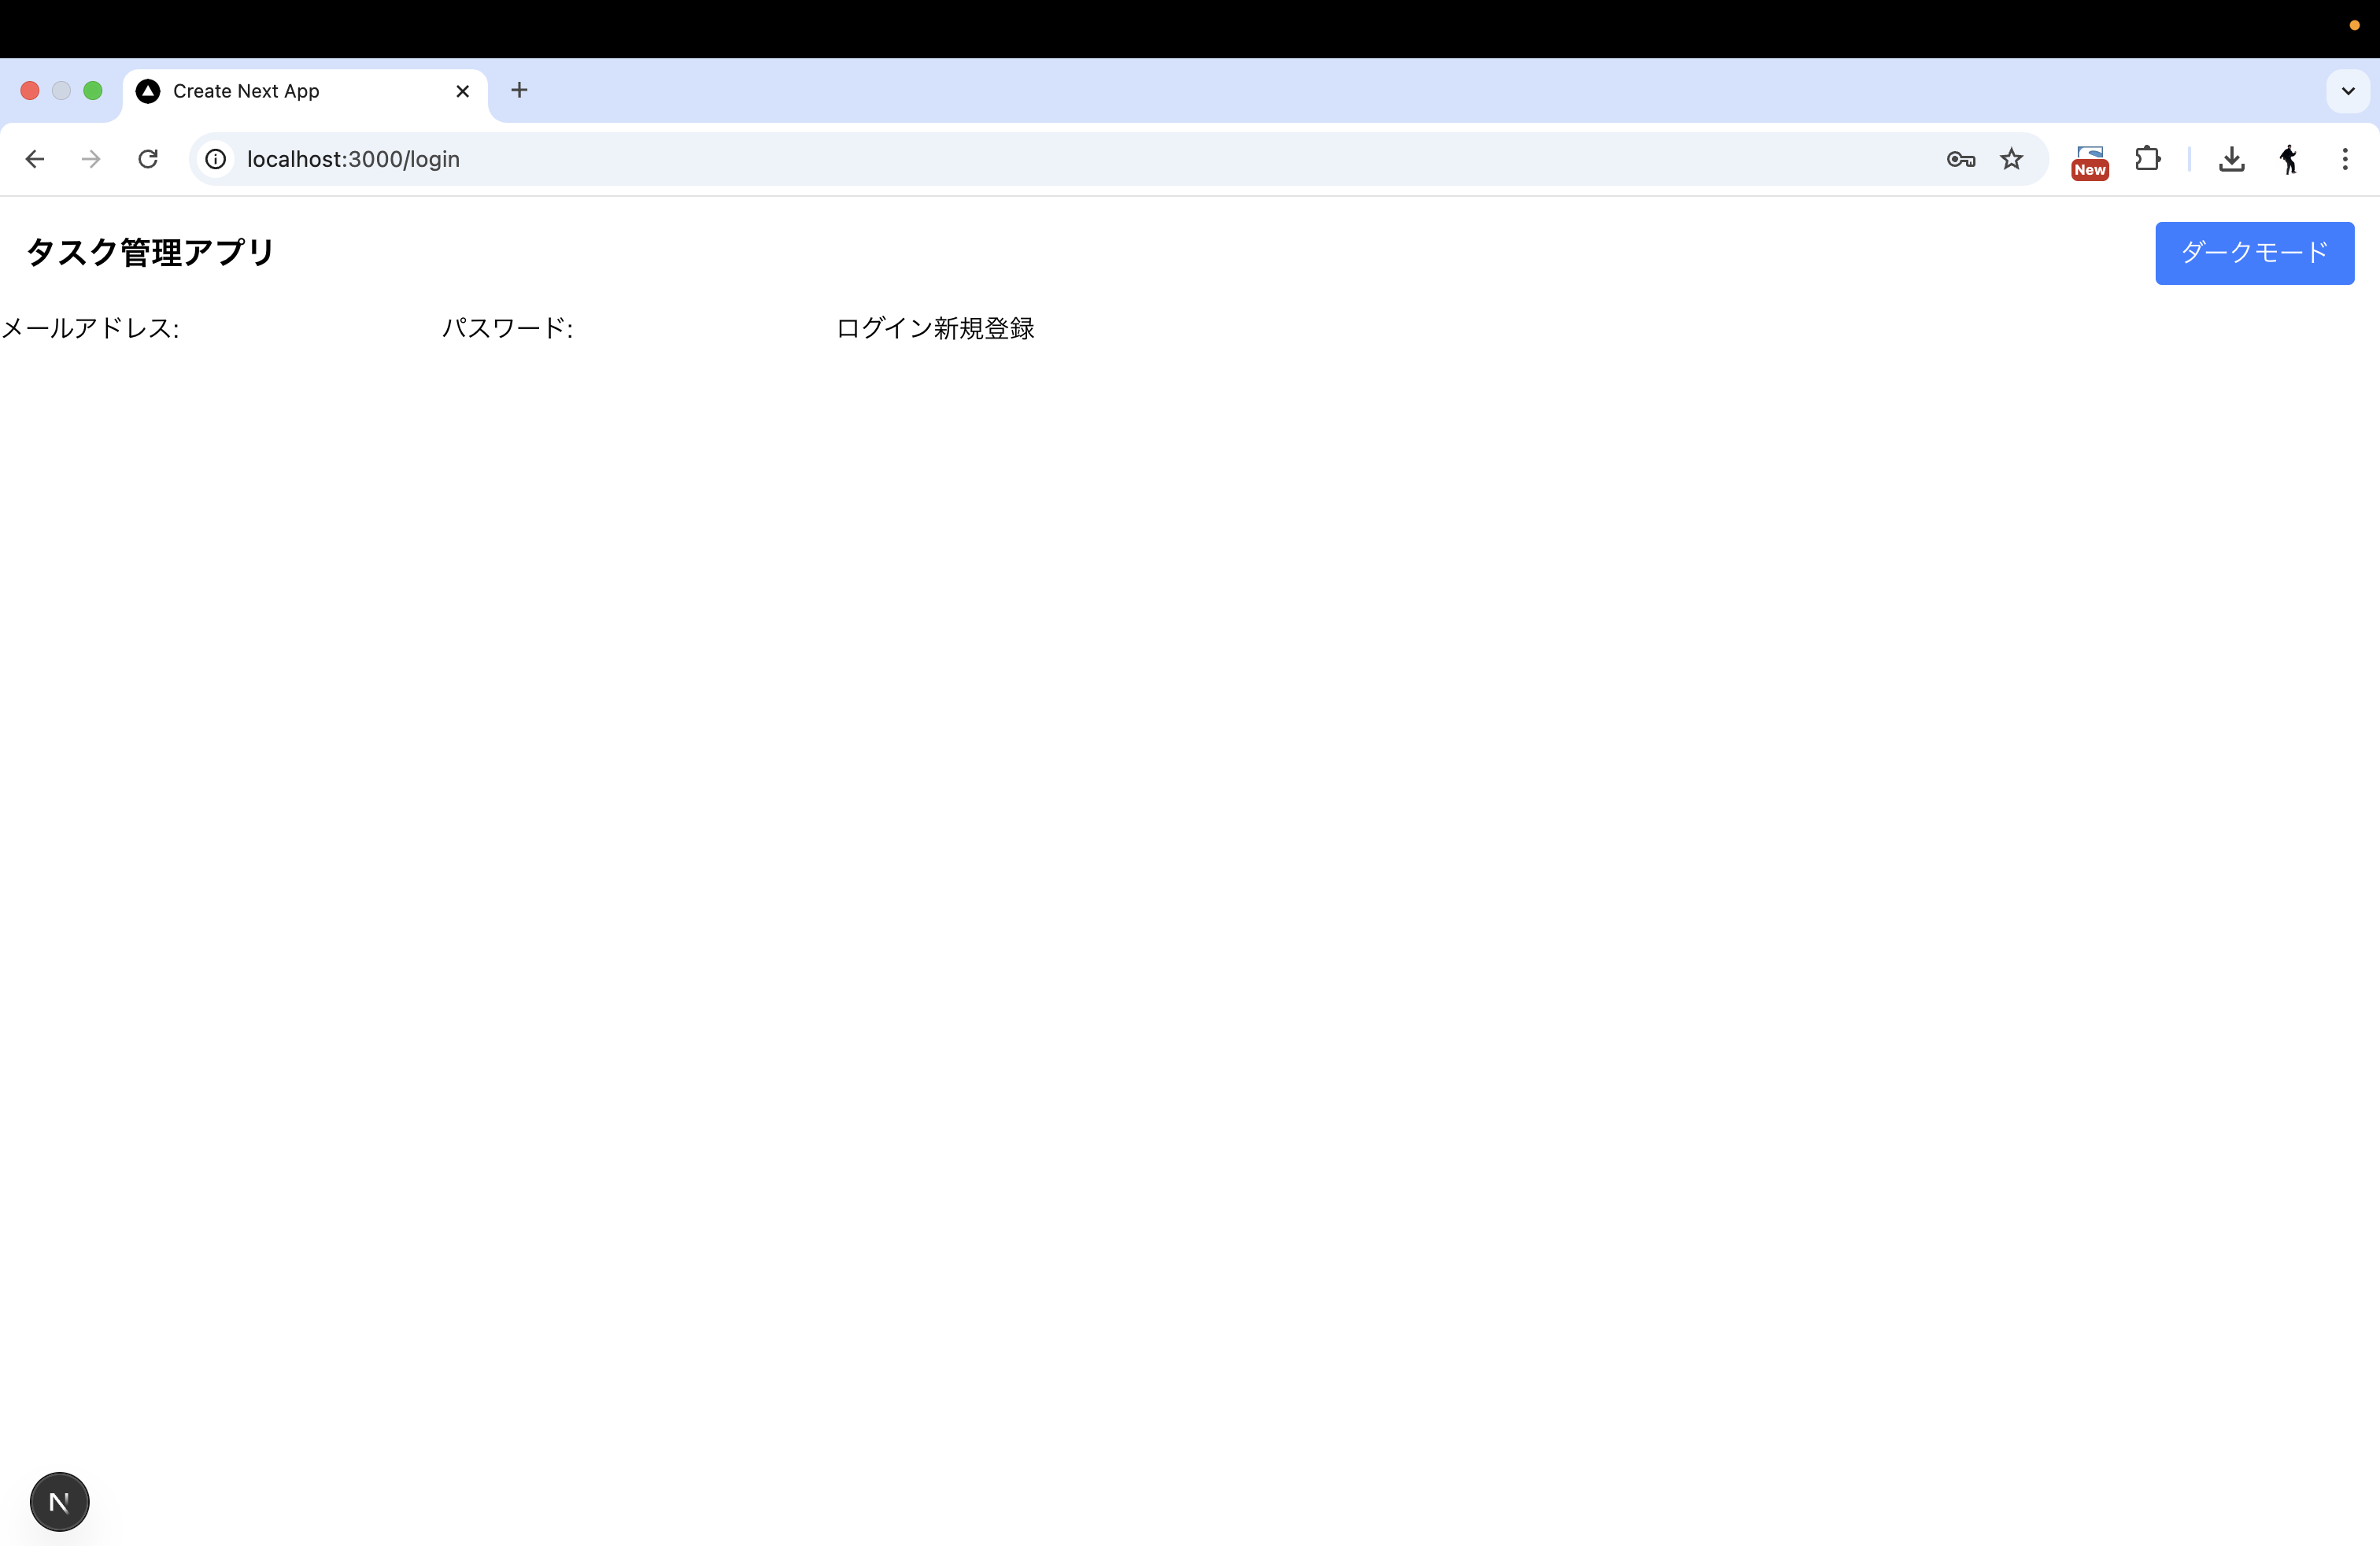 Create Next App
localhost:3000/login
New
タスク管理アプリ
ダークモード
メールアドレス: パスワード: ログイン新規登録
N